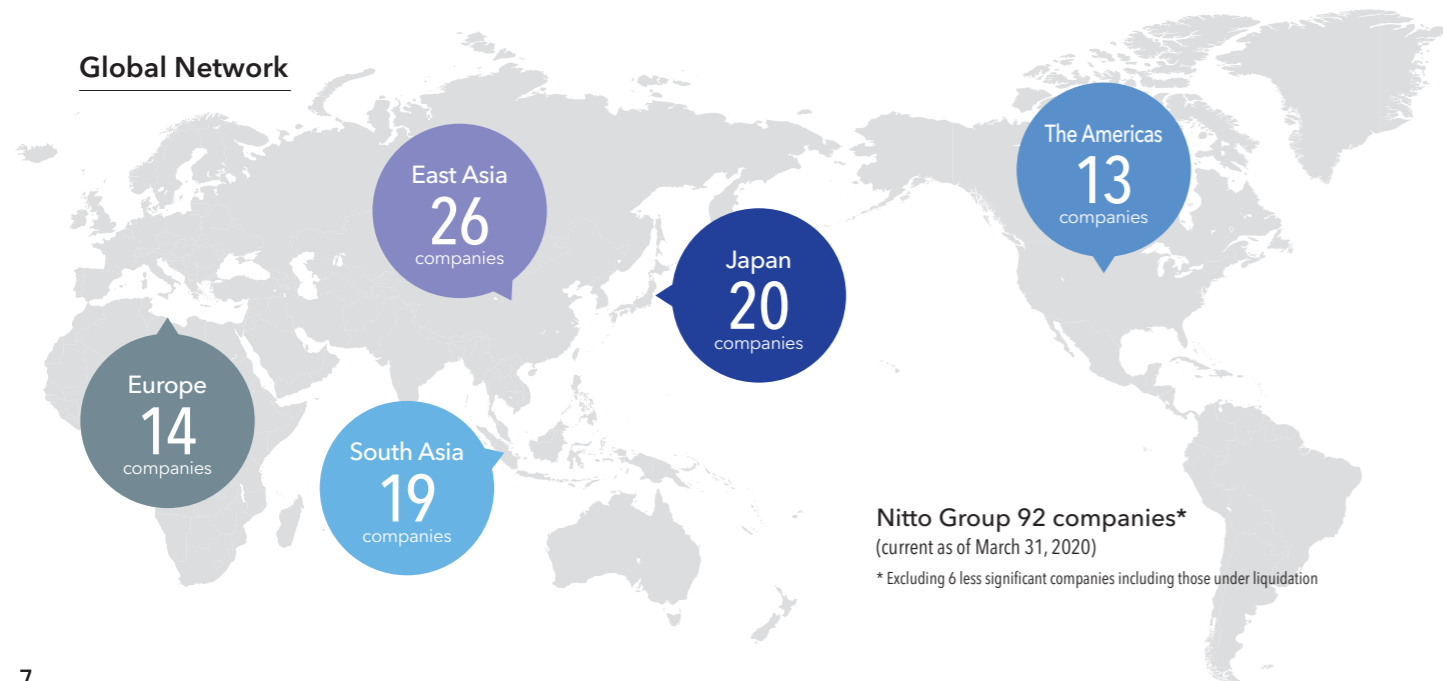 Global Network
The Americas
13
companies
East Asia
26
companies
Japan
20
companies
Europe
14
companies
South Asia
19
companies
Nitto Group 92 companies*
(current as of March 31, 2020)
* Excluding 6 less significant companies including those under liquidation
7